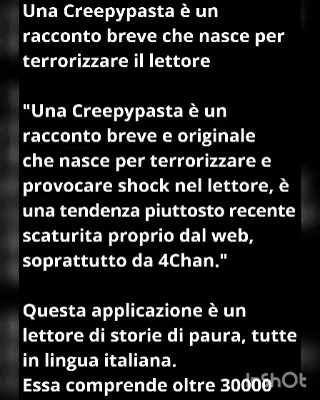 Una Creepypasta è un
racconto breve che nasce per
terrorizzare il lettore
"Una Creepypasta è un
racconto breve e originale
che nasce per terrorizzare e
provocare shock nel lettore, è
una tendenza piuttosto recente
scaturita proprio dal web,
soprattutto da 4Chan."
Questa applicazione è un
lettore di storie di paura, tutte
in lingua italiana.
Essa comprende oltre 30000
InShOt